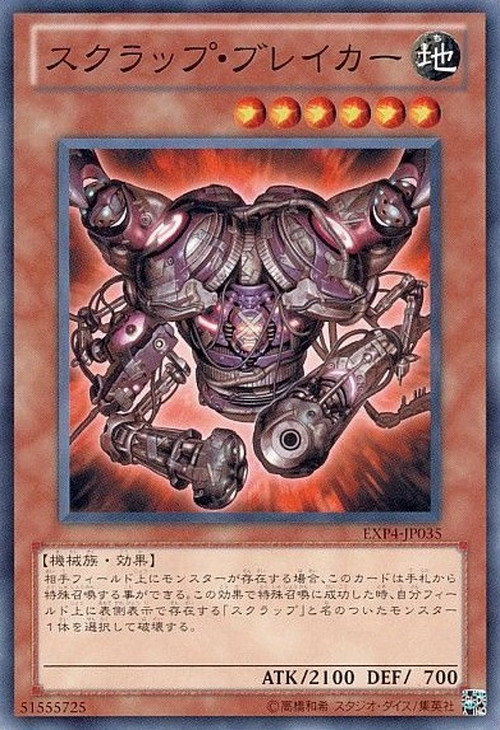 スクラップ・ブレイカー 地
EXP4-JP035
【機械族・効果】
相手フィールド上にモンスターが存在する場合、このカードは手札から
特殊召喚する事ができる。この効果で特殊召喚に成功した時、自分フィー
ルド上に表側表示で存在する「スクラップ」と名のついたモンスター
1体を選択して破壊する。
ATK/2100 DEF/ 700
51555725 ©高橋和希 スタジオ・ダイス/集英社